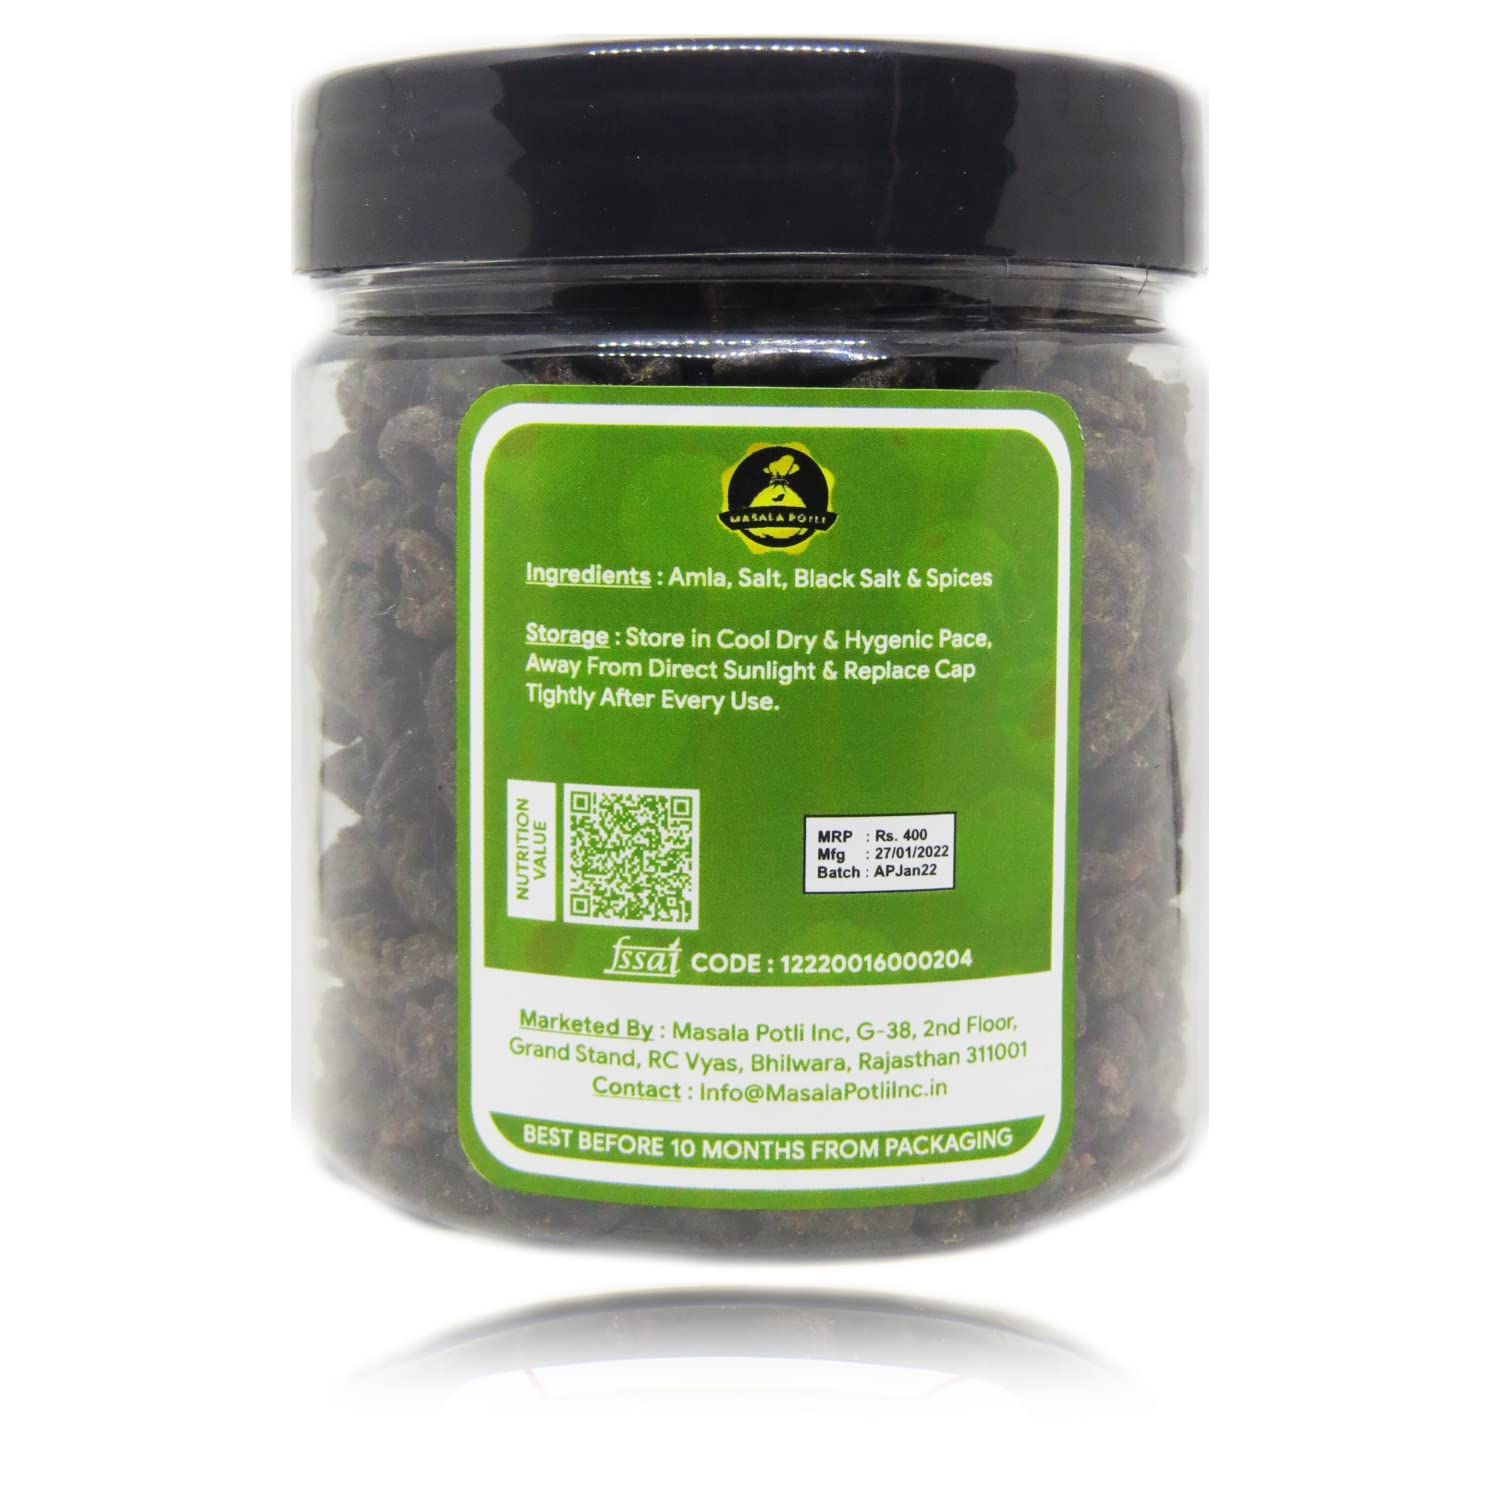 MASALA POTLI
Ingredients : Amla, Salt, Black Salt & Spices
Storage : Store in Cool Dry & Hygenic Pace,
Away From Direct Sunlight & Replace Cap
Tightly After Every Use.
NUTRITION
VALUE
MRP : Rs. 400
Mfg : 27/01/2022
Batch : APJan22
fssai CODE : 12220016000204
Marketed By : Masala Potli Inc, G-38, 2nd Floor,
Grand Stand, RC Vyas, Bhilwara, Rajasthan 311001
Contact : Info@MasalaPotliInc.in
BEST BEFORE 10 MONTHS FROM PACKAGING